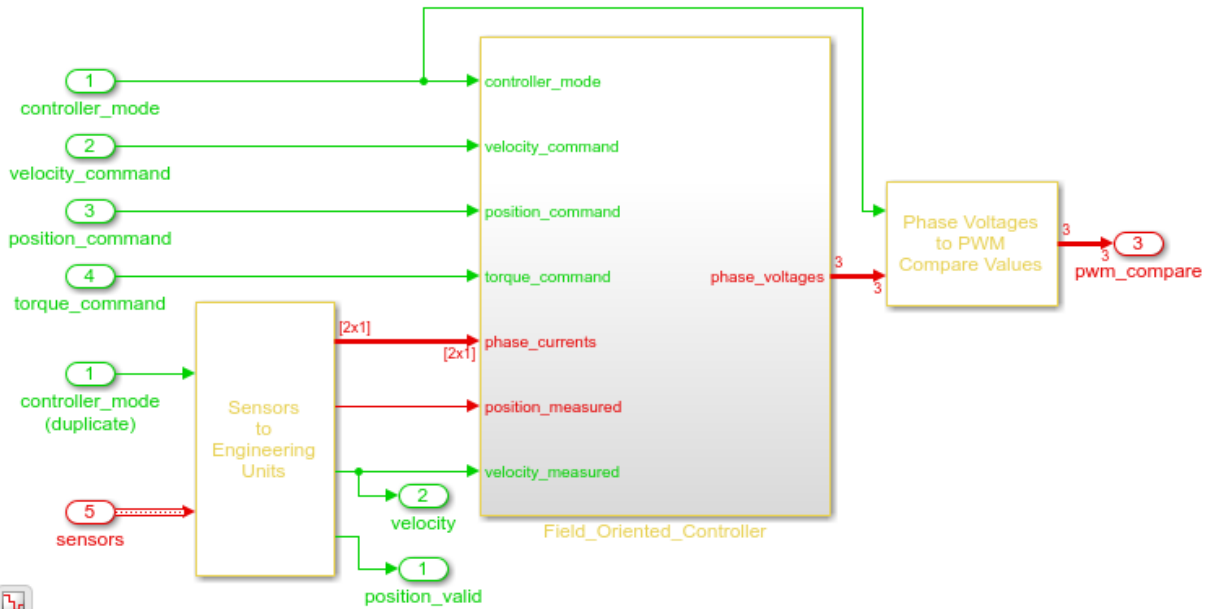 1
controller_mode
2
velocity_command
3
position_command
4
torque_command
1
controller_mode
(duplicate)
5
sensors
Sensors
to
Engineering
Units
[2x1]
[2x1]
2
velocity
1
position_valid
controller_mode
velocity_command
position_command
torque_command
phase_currents
position_measured
velocity_measured
phase_voltages
Field_Oriented_Controller
3
3
Phase Voltages
to PWM
Compare Values
3
3
3
pwm_compare